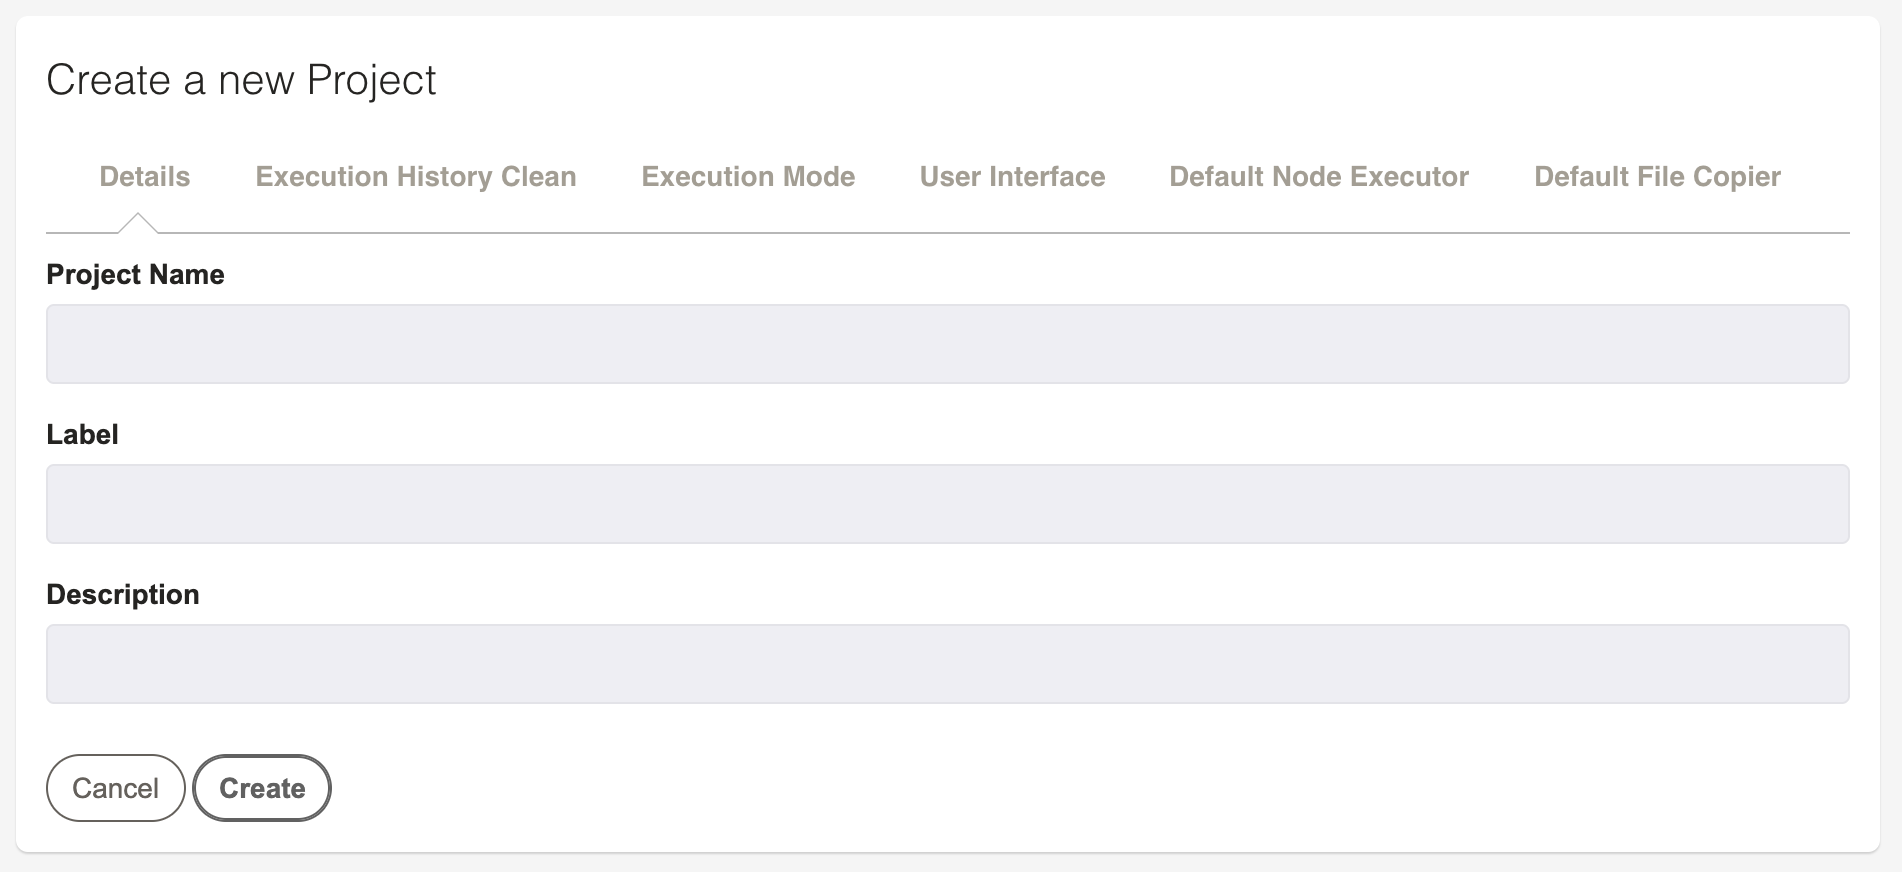 Create a new Project
Details Execution History Clean Execution Mode User Interface Default Node Executor Default File Copier
Project Name
Label
Description
Cancel Create